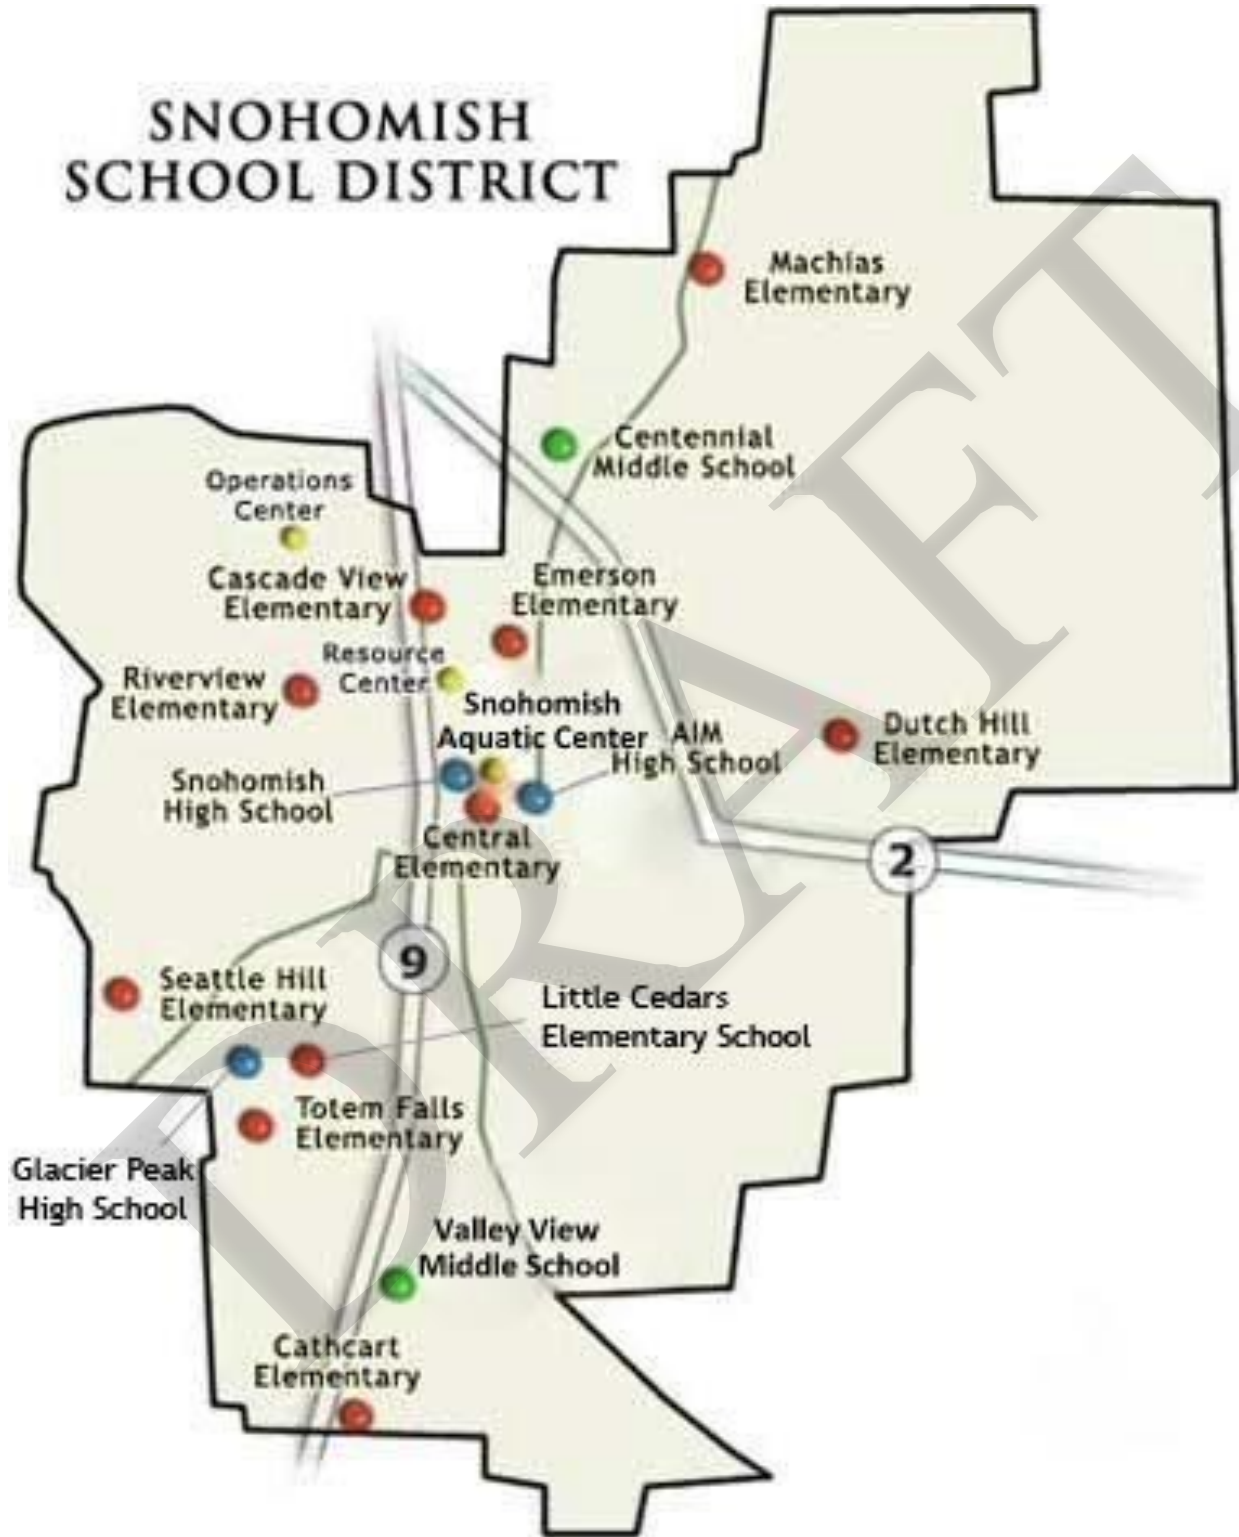 SNOHOMISH
SCHOOL DISTRICT
Machias
Elementary
Centennial
Middle School
Operations
Center
Cascade View
Elementary
Emerson
Elementary
Resource
Center
Riverview
Elementary
Snohomish
Aquatic Center
AIM
High School
Dutch Hill
Elementary
Snohomish
High School
Central
Elementary
2
9
Seattle Hill
Elementary
Little Cedars
Elementary School
Totem Falls
Elementary
Glacier Peak
High School
Valley View
Middle School
Cathcart
Elementary
DRAFT